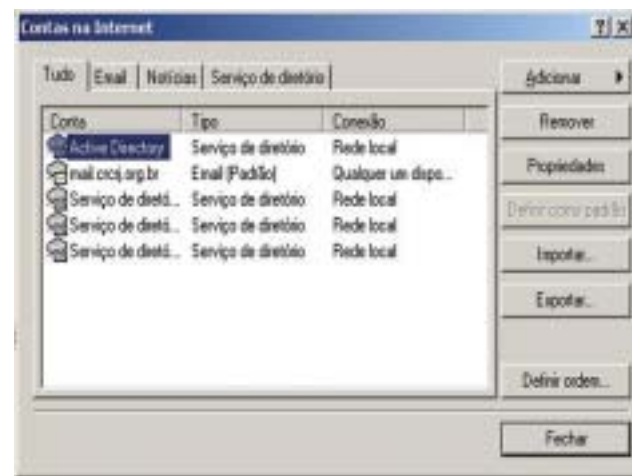 Contas na Internet
Tudo Email Notícias Serviço de diretório
Conta Tipo Conexão
Active Directory Serviço de diretório Rede local
mail.crcrj.org.br Email (Padrão) Qualquer um dispo...
Serviço de diretó... Serviço de diretório Rede local
Serviço de diretó... Serviço de diretório Rede local
Serviço de diretó... Serviço de diretório Rede local
Adicionar
Remover
Propriedades
Definir como padrão
Importar...
Exportar...
Definir ordem...
Fechar